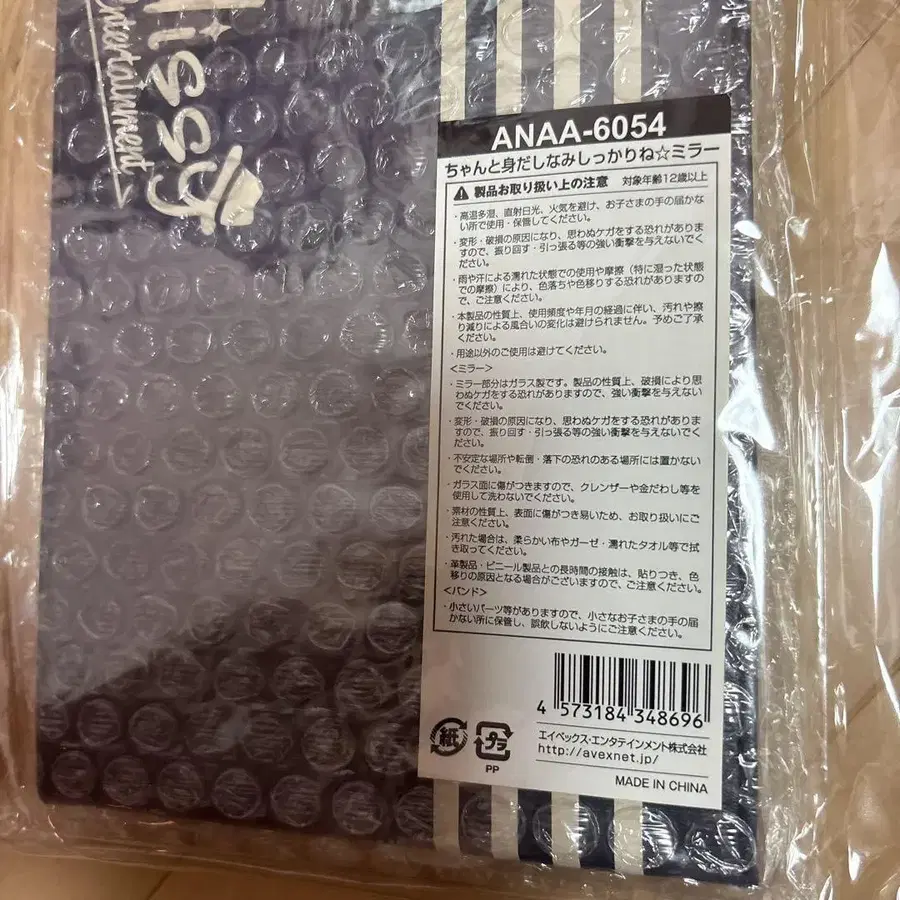 Entertainment
ANAA-6054
ちゃんと身だしなみしっかりね☆ミラー
製品お取り扱い上の注意 対象年齢12歳以上
・高温多湿、直射日光、火気を避け、お子さまの手の届かな
い所で使用・保管してください。
・変形・破損の原因になり、思わぬケガをする恐れがありま
すので、振り回す・引っ張る等の強い衝撃を与えないでくだ
さい。
・雨や汗による濡れた状態での使用や摩擦（特に湿った状態
での摩擦）により、色落ちや色移りする恐れがありますの
で、ご注意ください。
・本製品の性質上、使用頻度や年月の経過に伴い、汚れや擦
り減りによる風合いの変化は避けられません。予めご了承
ください。
・用途以外のご使用は避けてください。
<ミラー>
・ミラー部分はガラス製です。製品の性質上、破損により思
わぬケガをする恐れがありますので、強い衝撃を与えない
でください。
・変形・破損の原因になり、思わぬケガをする恐れがありま
すので、振り回す・引っ張る等の強い衝撃を与えないでくだ
さい。
・不安定な場所や転倒・落下の恐れのある場所には置かない
でください。
・ガラス面に傷がつきますので、クレンザーや金だわし等を
使用して洗わないでください。
・素材の性質上、表面に傷がつき易いため、お取り扱いにご
注意ください。
・汚れた場合は、柔らかい布やガーゼ・濡れたタオル等で拭
き取ってください。
・革製品・ビニール製品との長時間の接触は、貼りつき、色
移りの原因となる場合がございますので、ご注意ください。
<バンド>
・小さいパーツ等がありますので、小さなお子さまの手の届
かない所に保管し、誤飲しないようにご注意ください。
4 573184 348696
紙
プラ
PP
エイベックス・エンタテインメント株式会社
http://avexnet.jp/
MADE IN CHINA